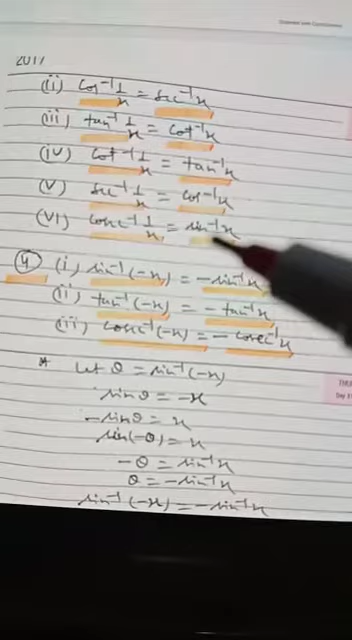 2017
(ii) cos⁻¹ 1/x = sec⁻¹x
(iii) tan⁻¹ 1/x = cot⁻¹x
(iv) cot⁻¹ 1/x = tan⁻¹x
(v) sec⁻¹ 1/x = cos⁻¹x
(vi) cosec⁻¹ 1/x = sin⁻¹x
④ (i) sin⁻¹(-x) = -sin⁻¹x
(ii) tan⁻¹(-x) = -tan⁻¹x
(iii) cosec⁻¹(-x) = -cosec⁻¹x
* Let θ = sin⁻¹(-x)
sinθ = -x
-sinθ = x
sin(-θ) = x
-θ = sin⁻¹x
θ = -sin⁻¹x
sin⁻¹(-x) = -sin⁻¹x